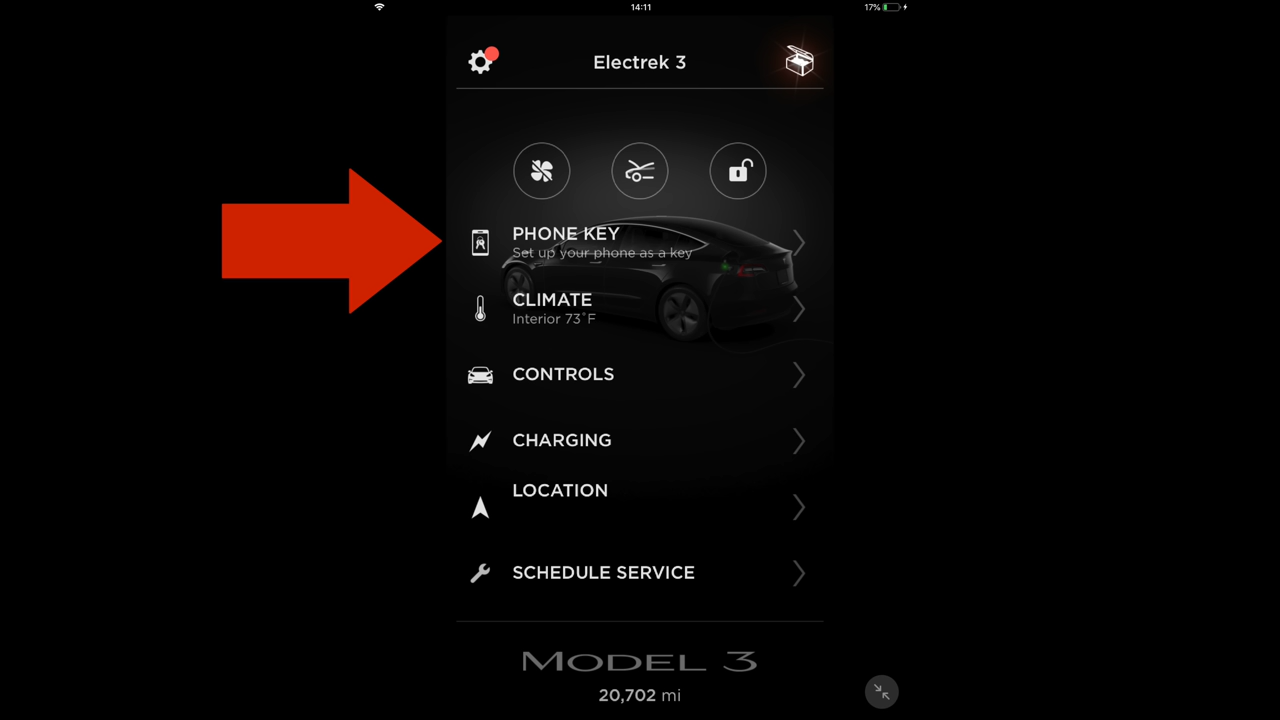 14:11
17%
Electrek 3
PHONE KEY
Set up your phone as a key
CLIMATE
Interior 73°F
CONTROLS
CHARGING
LOCATION
SCHEDULE SERVICE
MODEL 3
20,702 mi